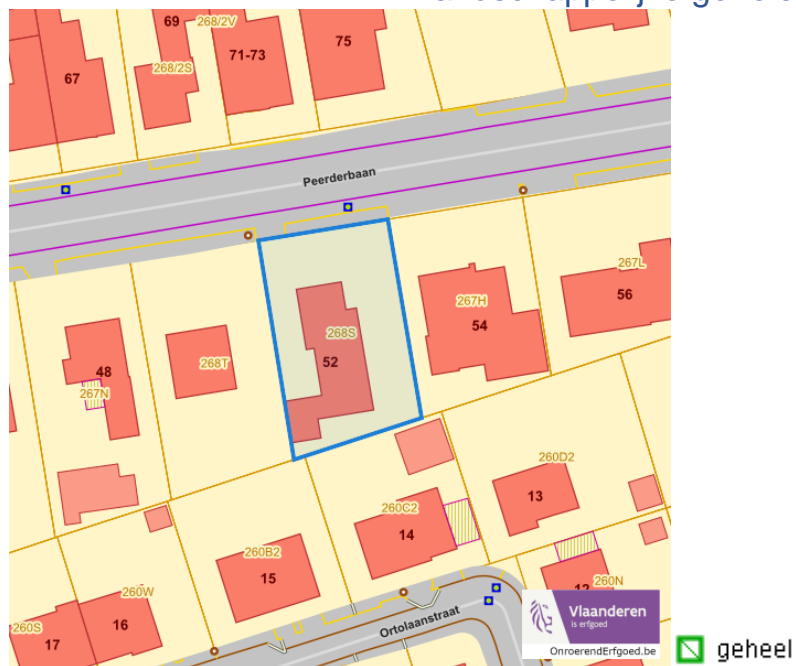 69
268/2V
71-73
75
67
268/2S
Peerderbaan
267L
56
267H
54
268S
52
268T
48
267N
260D2
13
260C2
14
260B2
15
260N
260W
16
260S
17
Ortolaanstraat
Vlaanderen
is erfgoed
OnroerendErfgoed.be
geheel